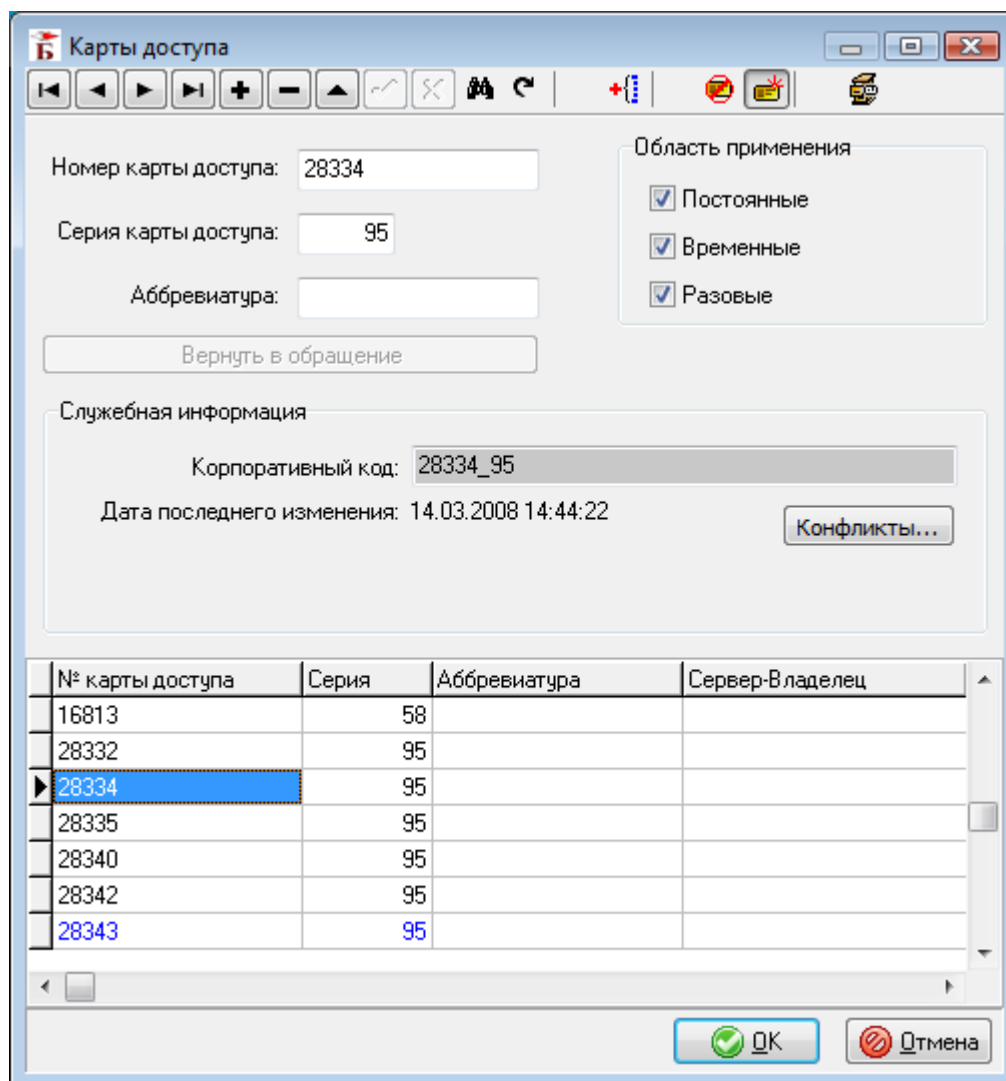 Карты доступа
Область применения
Номер карты доступа: 28334
Постоянные
Серия карты доступа: 95
Временные
Аббревиатура:
Разовые
Вернуть в обращение
Служебная информация
Корпоративный код: 28334_95
Дата последнего изменения: 14.03.2008 14:44:22
Конфликты...
№ карты доступа Серия Аббревиатура Сервер-Владелец
16813 58
28332 95
28334 95
28335 95
28340 95
28342 95
28343 95
OK Отмена